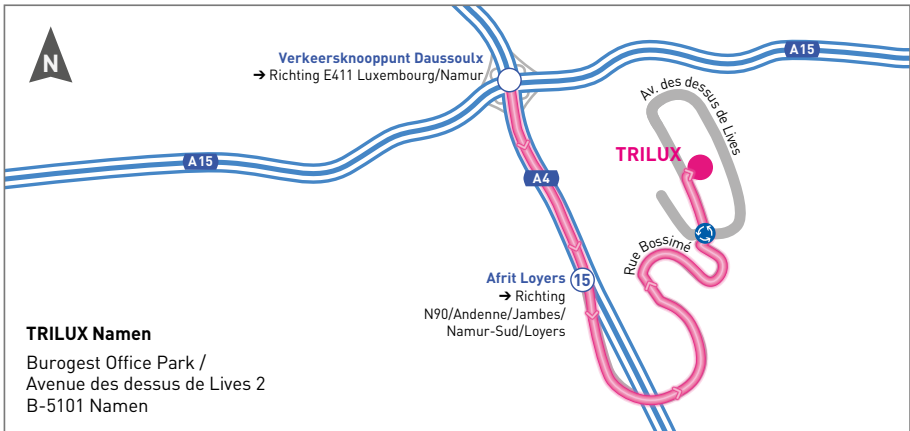 N
Verkeersknooppunt Daussoulx
➔ Richting E411 Luxembourg/Namur
A15
A15
A4
Av. des dessus de Lives
TRILUX
Rue Bossimé
Afrit Loyers
15
➔ Richting
N90/Andenne/Jambes/
Namur-Sud/Loyers
TRILUX Namen
Burogest Office Park /
Avenue des dessus de Lives 2
B-5101 Namen